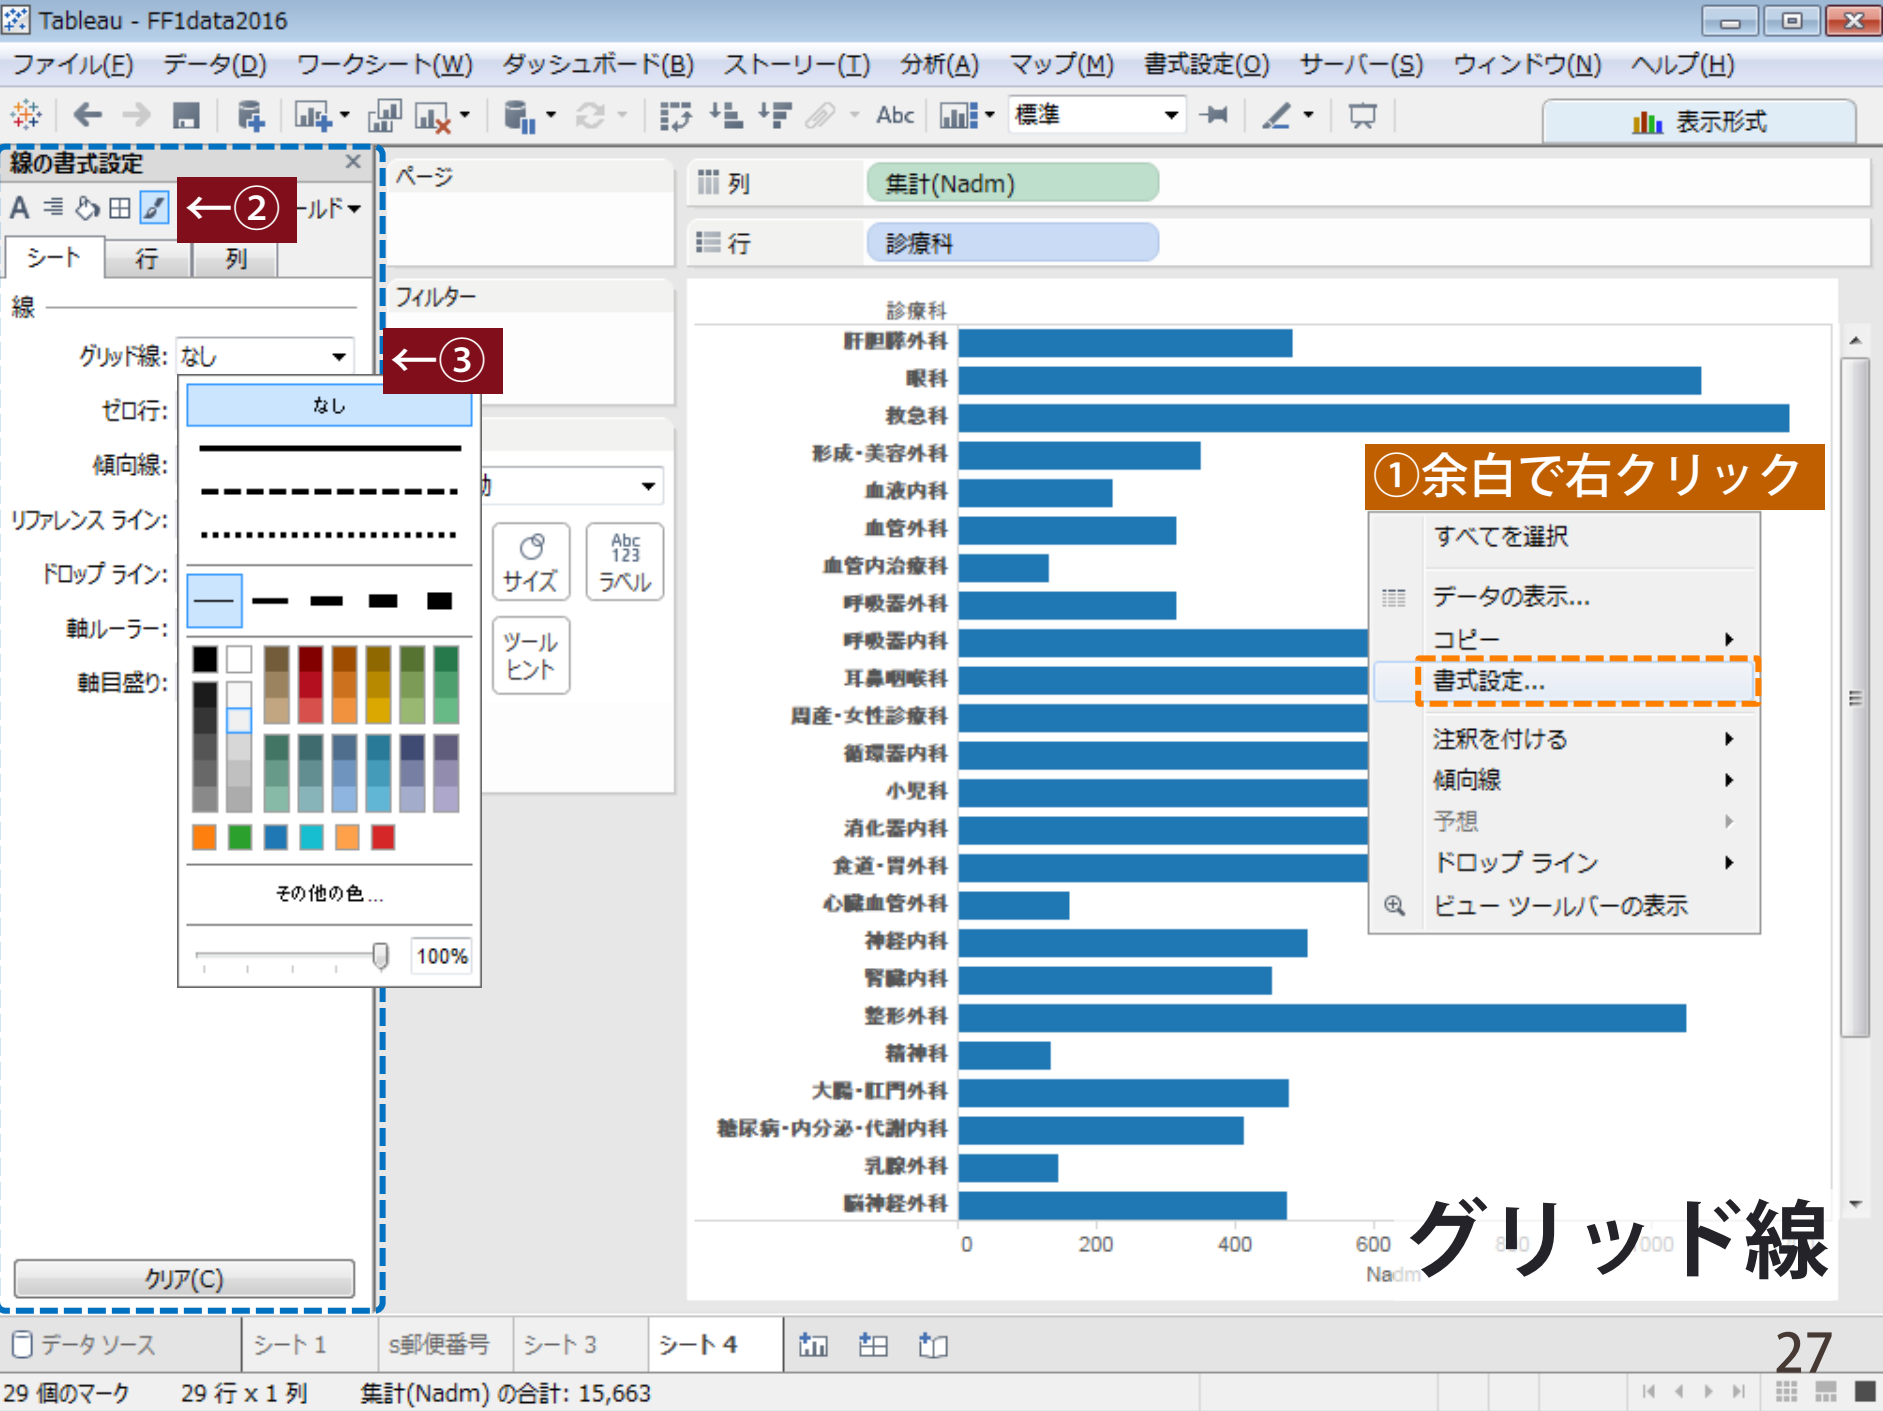 Tableau - FF1data2016
ファイル(F) データ(D) ワークシート(W) ダッシュボード(B) ストーリー(T) 分析(A) マップ(M) 書式設定(O) サーバー(S) ウィンドウ(N) ヘルプ(H)
Abc 標準 表示形式
線の書式設定
←② ールド
シート 行 列
線
グリッド線: なし
←③
ゼロ行:
傾向線:
リファレンス ライン:
ドロップ ライン:
軸ルーラー:
軸目盛り:
なし
その他の色...
100%
クリア(C)
ページ
フィルター
サイズ
Abc
123
ラベル
ツール
ヒント
列 集計(Nadm)
行 診療科
診療科
肝胆膵外科
眼科
救急科
形成・美容外科
血液内科
血管外科
血管内治療科
呼吸器外科
呼吸器内科
耳鼻咽喉科
周産・女性診療科
循環器内科
小児科
消化器内科
食道・胃外科
心臓血管外科
神経内科
腎臓内科
整形外科
精神科
大腸・肛門外科
糖尿病・内分泌・代謝内科
乳腺外科
脳神経外科
0 200 400 600
Nadm
①余白で右クリック
すべてを選択
データの表示...
コピー
書式設定...
注釈を付ける
傾向線
予想
ドロップ ライン
ビュー ツールバーの表示
グリッド線
データ ソース シート 1 s郵便番号 シート 3 シート 4
27
29 個のマーク 29 行 x 1 列 集計(Nadm) の合計: 15,663